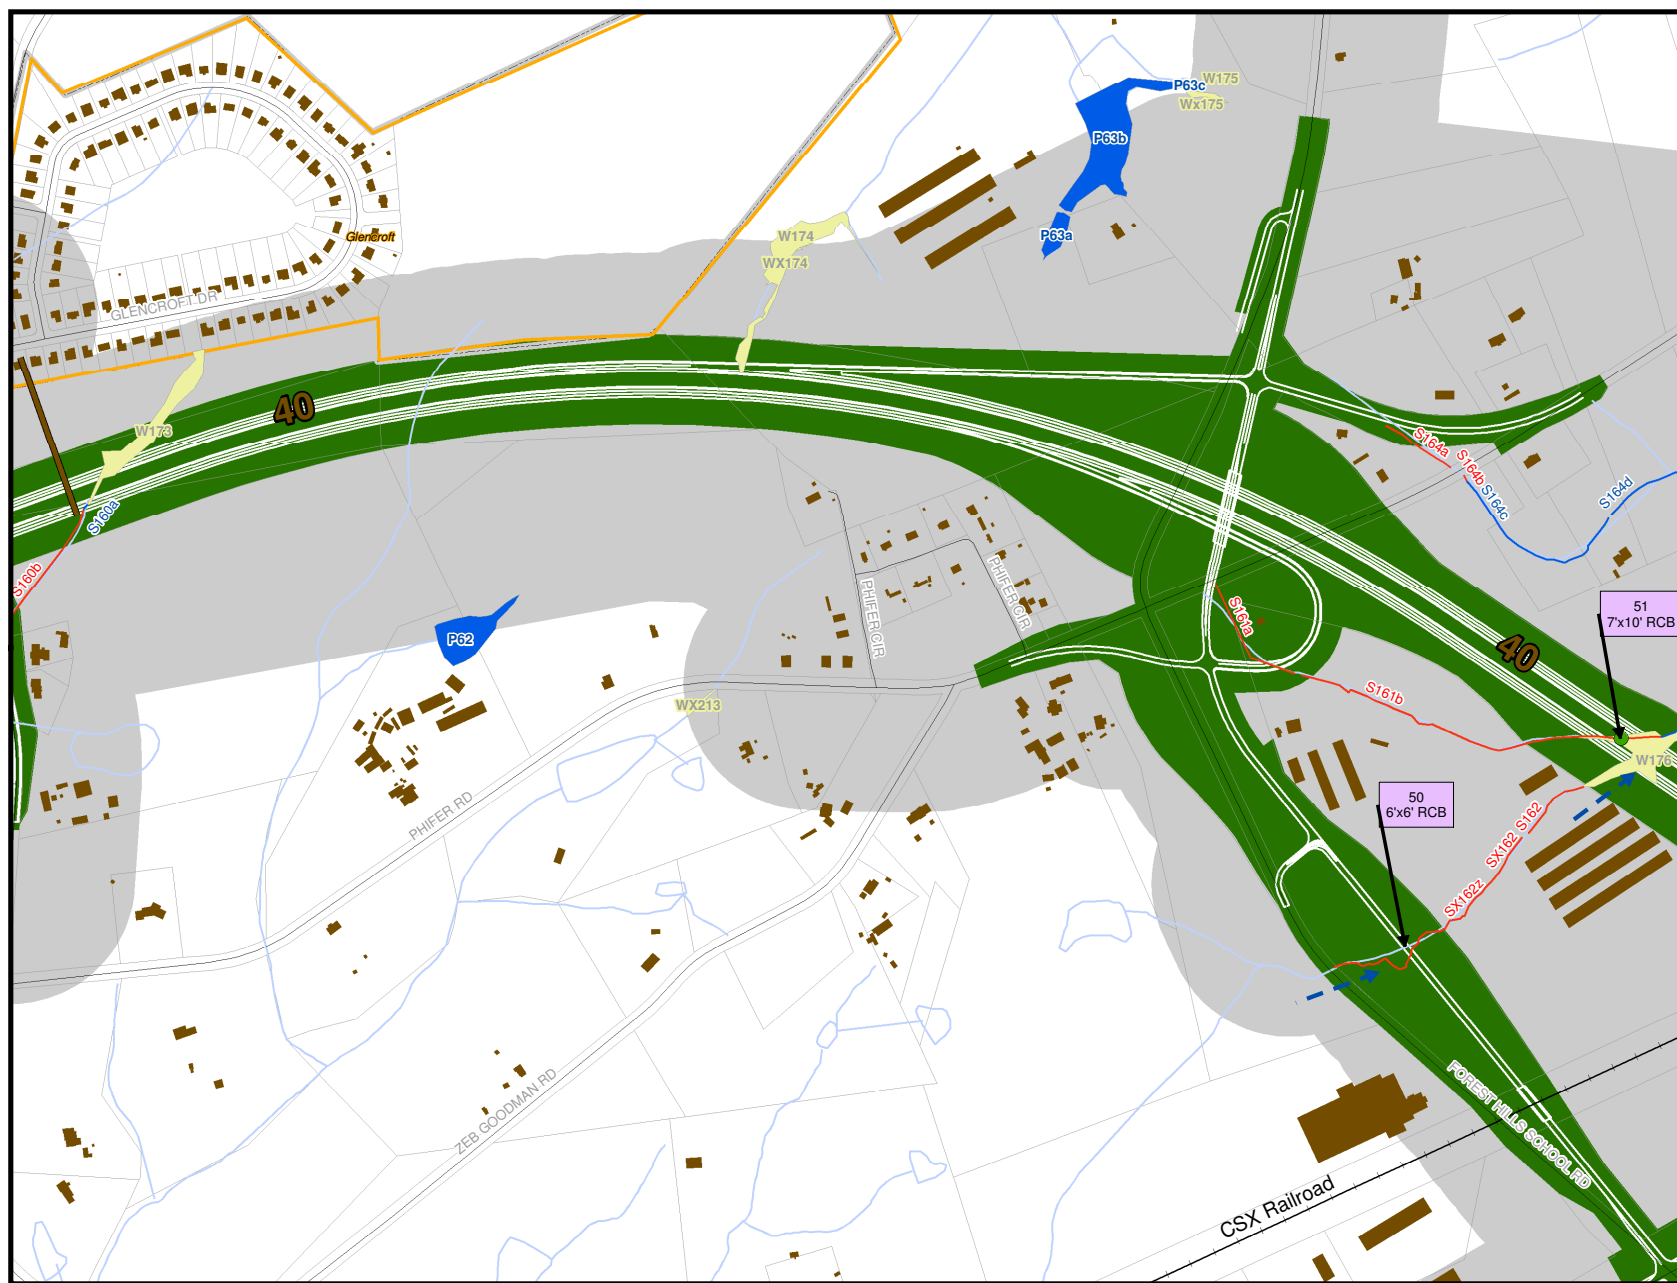 P63c
W175
Wx175
P63b
P63a
W174
WX174
Glencroft
GLENCROFT DR
40
W173
S160a
S160b
S164a
S164b
S164c
S164d
PHIFER CIR
PHIFER CIR
S161a
51
7'x10' RCB
P62
40
S161b
WX213
W176
50
6'x6' RCB
PHIFER RD
S162
SX162
SX162z
ZEB GOODMAN RD
FOREST HILLS SCHOOL RD
CSX Railroad